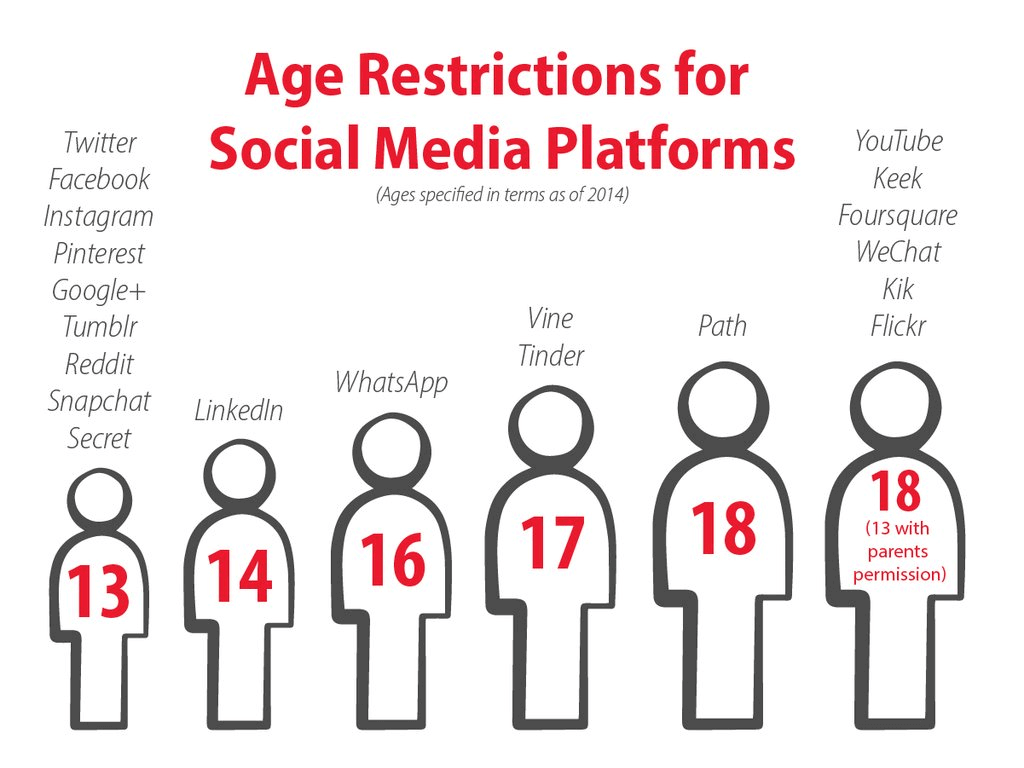 Age Restrictions for
Social Media Platforms
(Ages specified in terms as of 2014)
Twitter
Facebook
Instagram
Pinterest
Google+
Tumblr
Reddit
Snapchat
Secret
13
LinkedIn
14
WhatsApp
16
Vine
Tinder
17
Path
18
YouTube
Keek
Foursquare
WeChat
Kik
Flickr
18
(13 with
parents
permission)